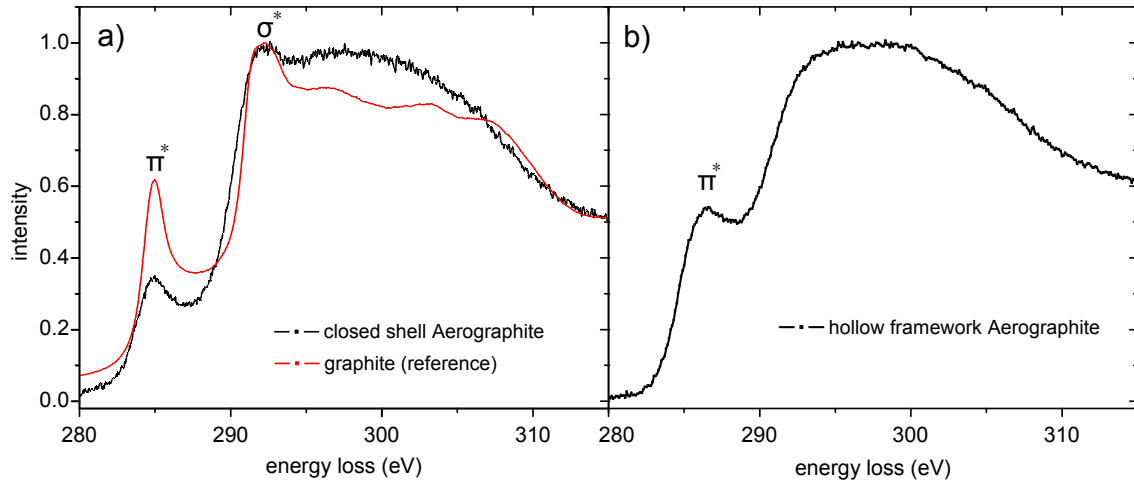 a)
σ*
π*
1.0
0.8
0.6
0.4
0.2
0.0
intensity
closed shell Aerographite
graphite (reference)
280 290 300 310
energy loss (eV)
b)
π*
hollow framework Aerographite
280 290 300 310
energy loss (eV)